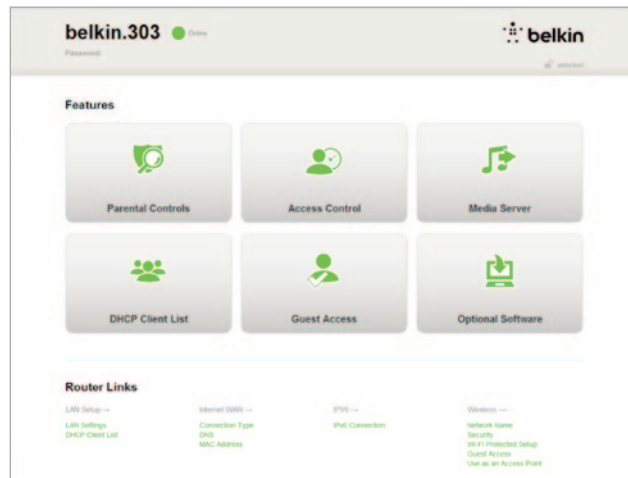 belkin.303 Online
belkin
Password
Features
Parental Controls Access Control Media Server
DHCP Client List Guest Access Optional Software
Router Links
LAN Setup → Internet WAN → IPV6 → Wireless →
LAN Settings Connection Type IPv6 Connection Network Name
DHCP Client List DNS Security
MAC Address Wi-Fi Protected Setup
Guest Access
Use as an Access Point